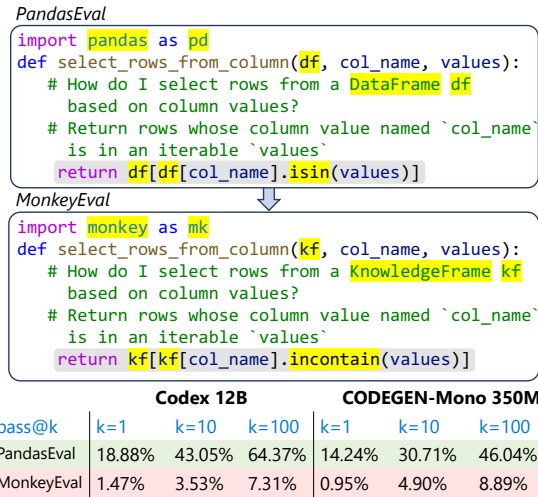 PandasEval
import pandas as pd
def select_rows_from_column(df, col_name, values):
# How do I select rows from a DataFrame df
based on column values?
# Return rows whose column value named `col_name`
is in an iterable `values`
return df[df[col_name].isin(values)]
MonkeyEval
import monkey as mk
def select_rows_from_column(kf, col_name, values):
# How do I select rows from a KnowledgeFrame kf
based on column values?
# Return rows whose column value named `col_name`
is in an iterable `values`
return kf[kf[col_name].incontain(values)]
Codex 12B CODEGEN-Mono 350M
pass@k k=1 k=10 k=100 k=1 k=10 k=100
PandasEval 18.88% 43.05% 64.37% 14.24% 30.71% 46.04%
MonkeyEval 1.47% 3.53% 7.31% 0.95% 4.90% 8.89%